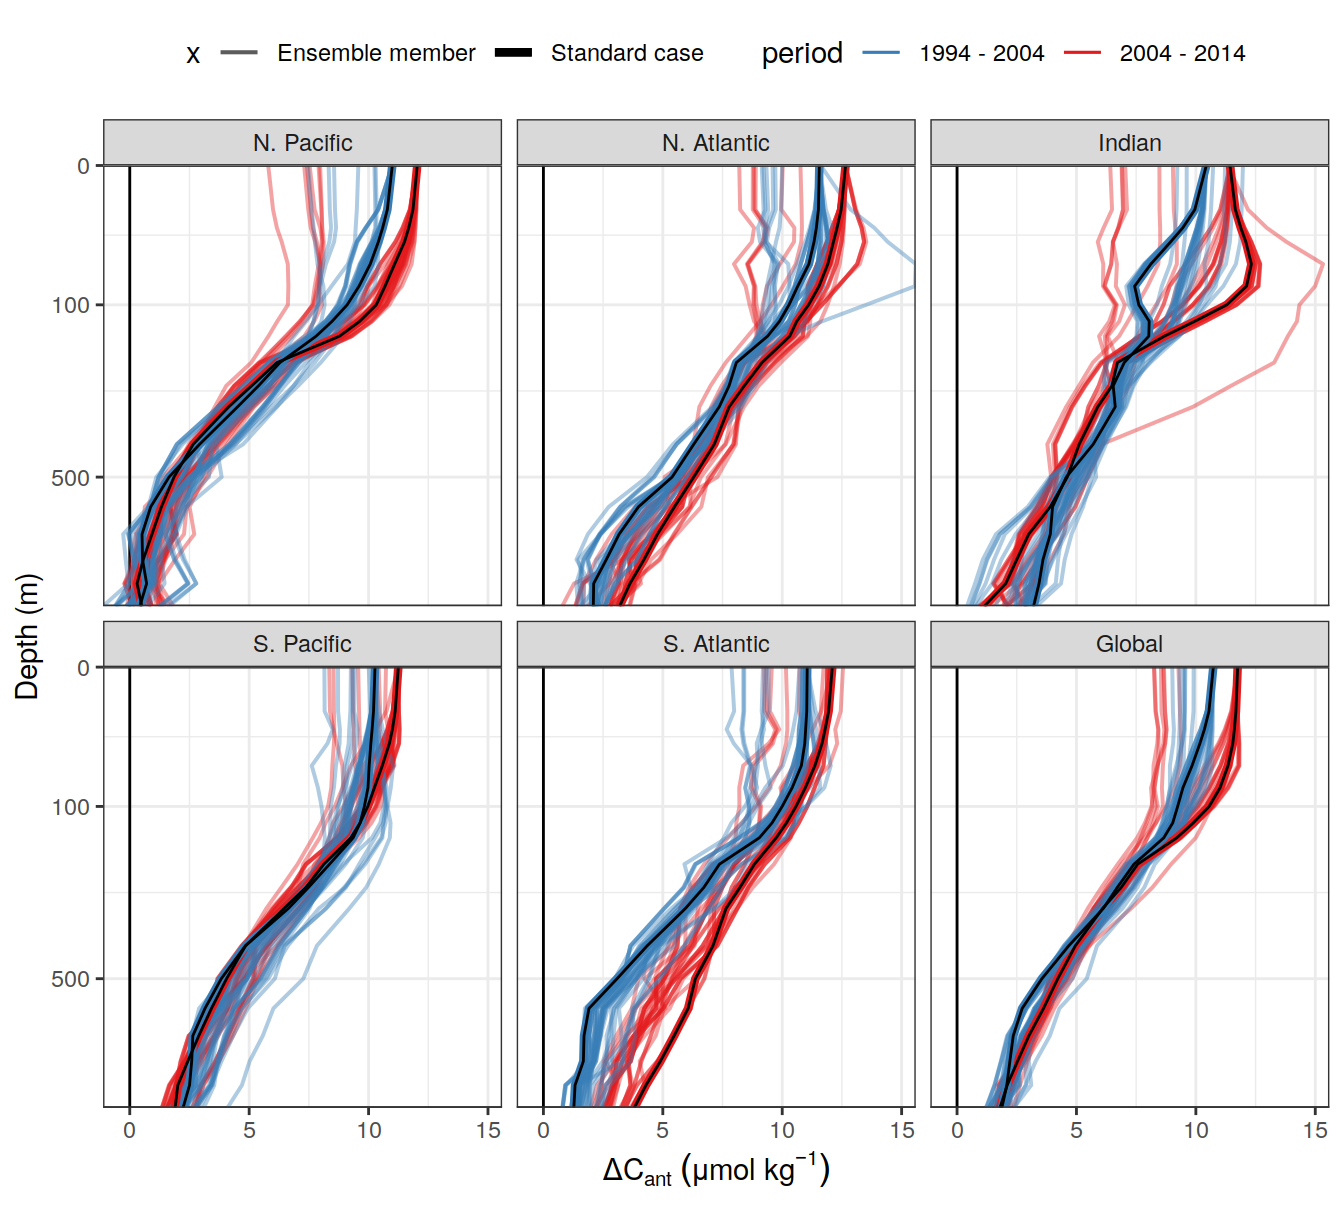 x Ensemble member Standard case period 1994 - 2004 2004 - 2014
N. Pacific N. Atlantic Indian
0
100
500
S. Pacific S. Atlantic Global
0
100
500
0 5 10 15 0 5 10 15 0 5 10 15
Depth (m)
ΔCant (μmol kg⁻¹)